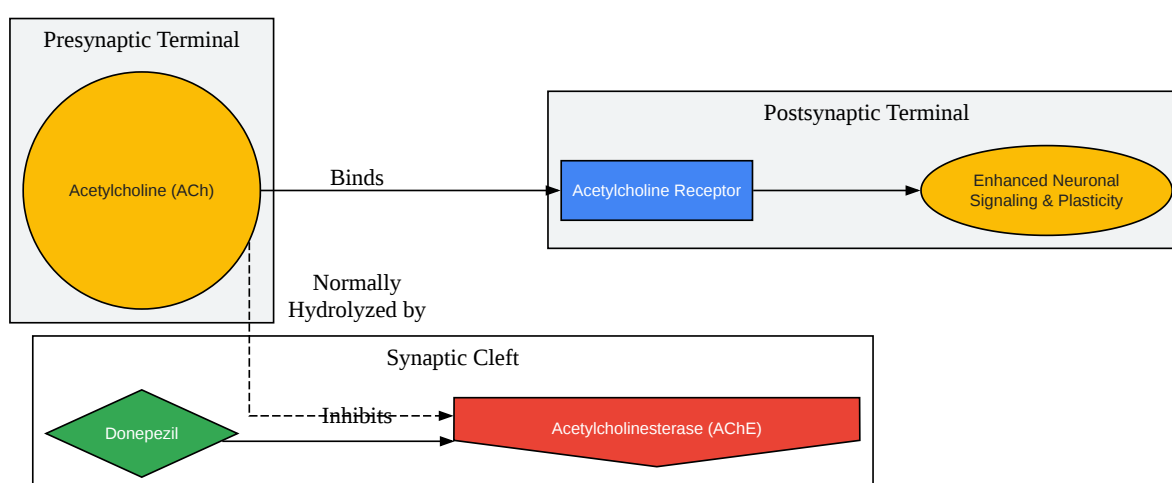 Presynaptic Terminal
Acetylcholine (ACh)
Binds
Postsynaptic Terminal
Acetylcholine Receptor
Enhanced Neuronal
Signaling & Plasticity
Normally
Hydrolyzed by
Synaptic Cleft
Donepezil
Inhibits
Acetylcholinesterase (AChE)